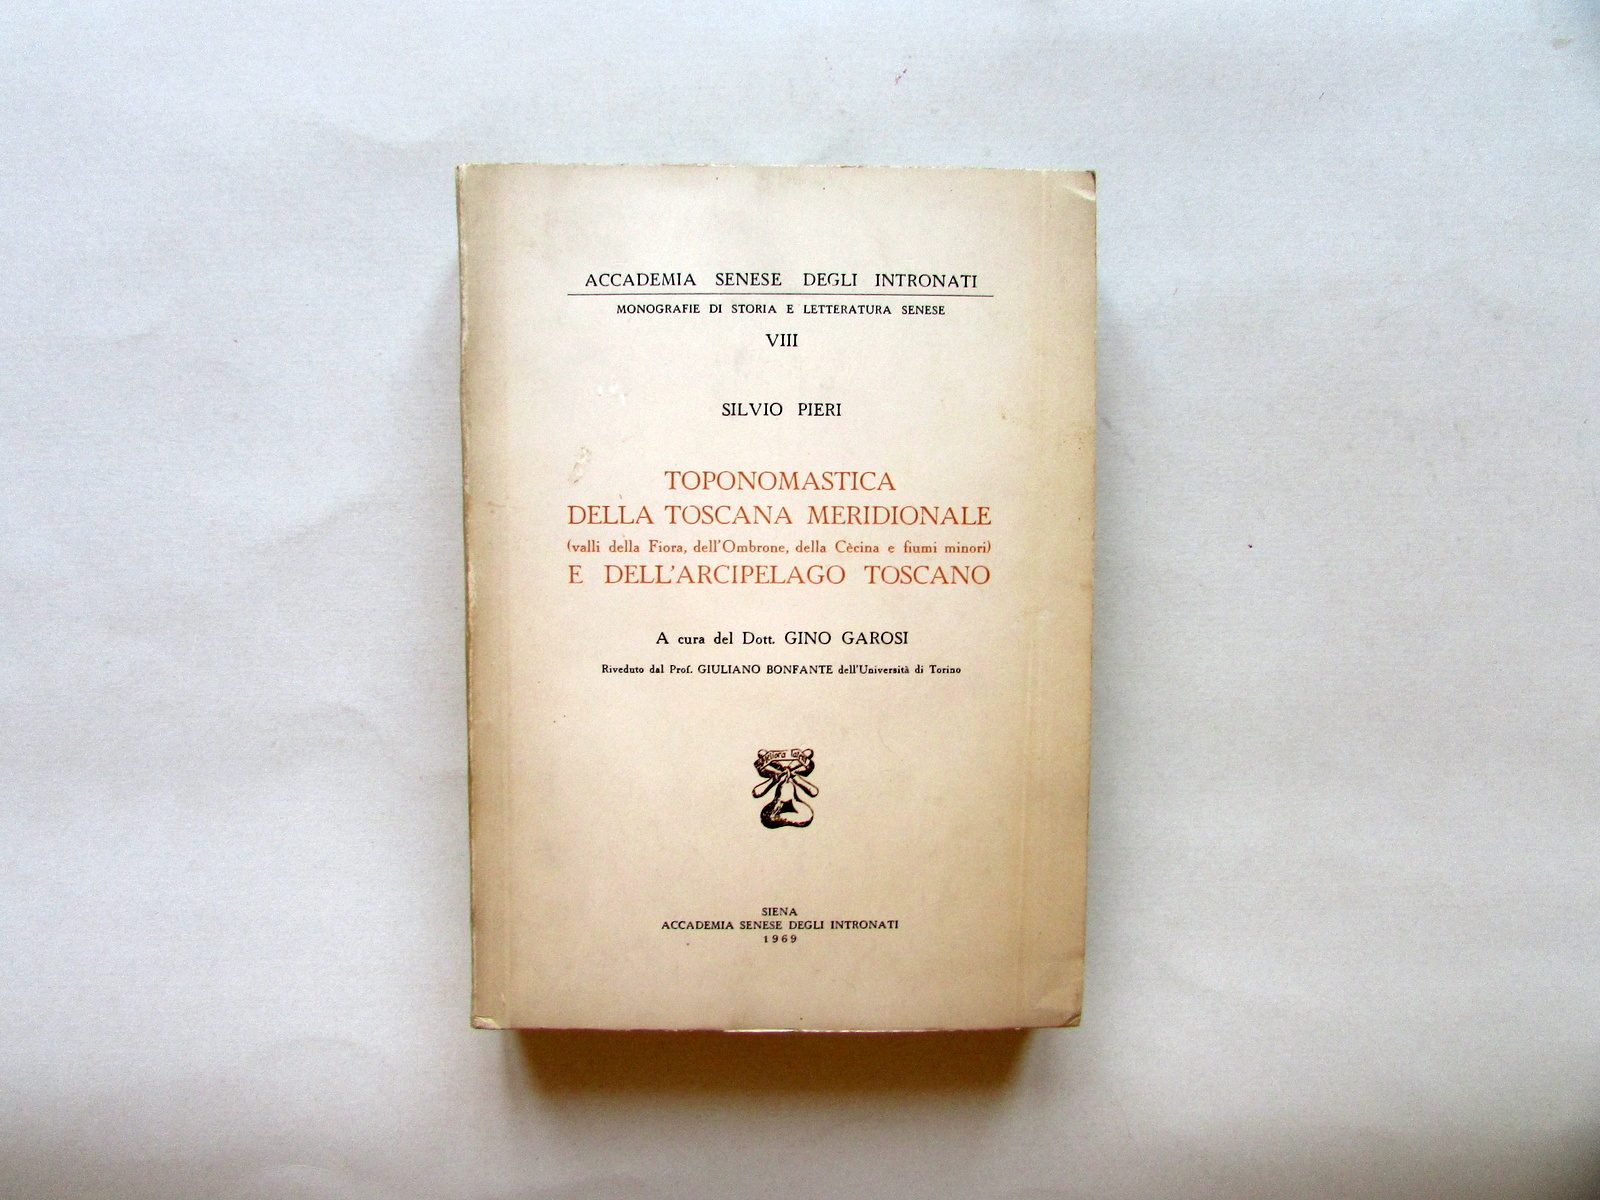 ACCADEMIA SENESE DEGLI INTRONATI
MONOGRAFIE DI STORIA E LETTERATURA SENESE
VIII
SILVIO PIERI
TOPONOMASTICA
DELLA TOSCANA MERIDIONALE
(valli della Fiora, dell'Ombrone, della Cècina e fiumi minori)
E DELL'ARCIPELAGO TOSCANO
A cura del Dott. GINO GAROSI
Riveduto dal Prof. GIULIANO BONFANTE dell'Università di Torino
SIENA
ACCADEMIA SENESE DEGLI INTRONATI
1969